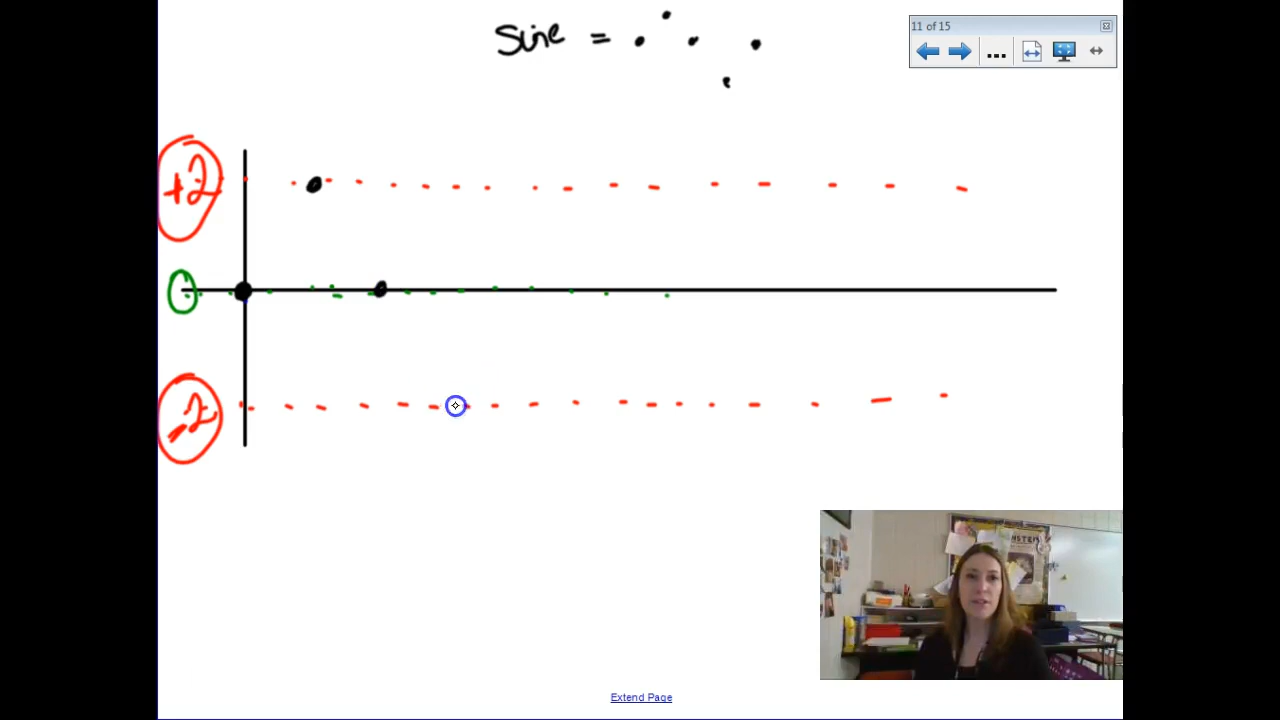 Sine =
11 of 15
+2
0
-2
Extend Page